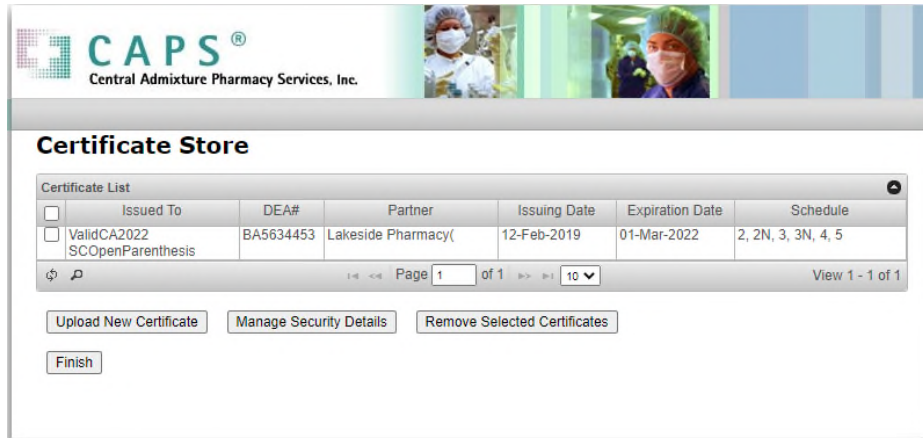 CAPS®
Central Admixture Pharmacy Services, Inc.
Certificate Store
Certificate List
Issued To DEA# Partner Issuing Date Expiration Date Schedule
ValidCA2022 BA5634453 Lakeside Pharmacy( 12-Feb-2019 01-Mar-2022 2, 2N, 3, 3N, 4, 5
SCOpenParenthesis
Page 1 of 1 10 View 1 - 1 of 1
Upload New Certificate Manage Security Details Remove Selected Certificates
Finish